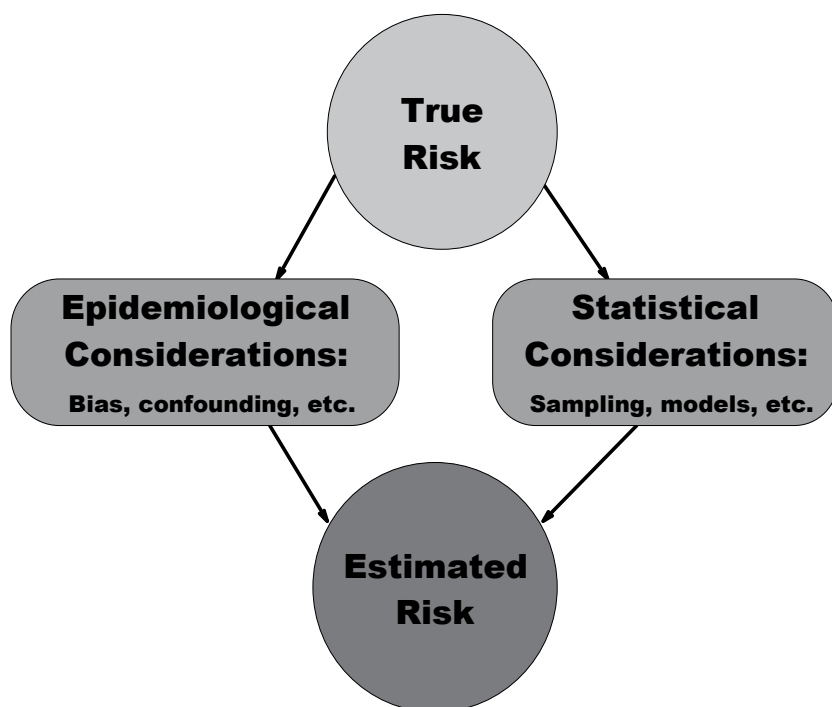 True
Risk
Epidemiological
Considerations:
Bias, confounding, etc.
Statistical
Considerations:
Sampling, models, etc.
Estimated
Risk